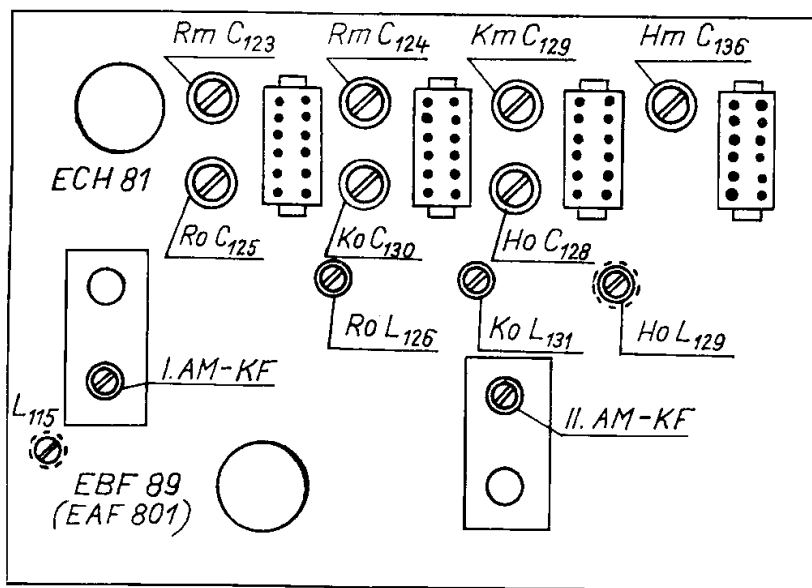 Rm C123
Rm C124
Km C129
Hm C136
ECH 81
Ro C125
Ko C130
Ho C128
Ro L126
Ko L131
Ho L129
I. AM-KF
L115
II. AM-KF
EBF 89
(EAF 801)